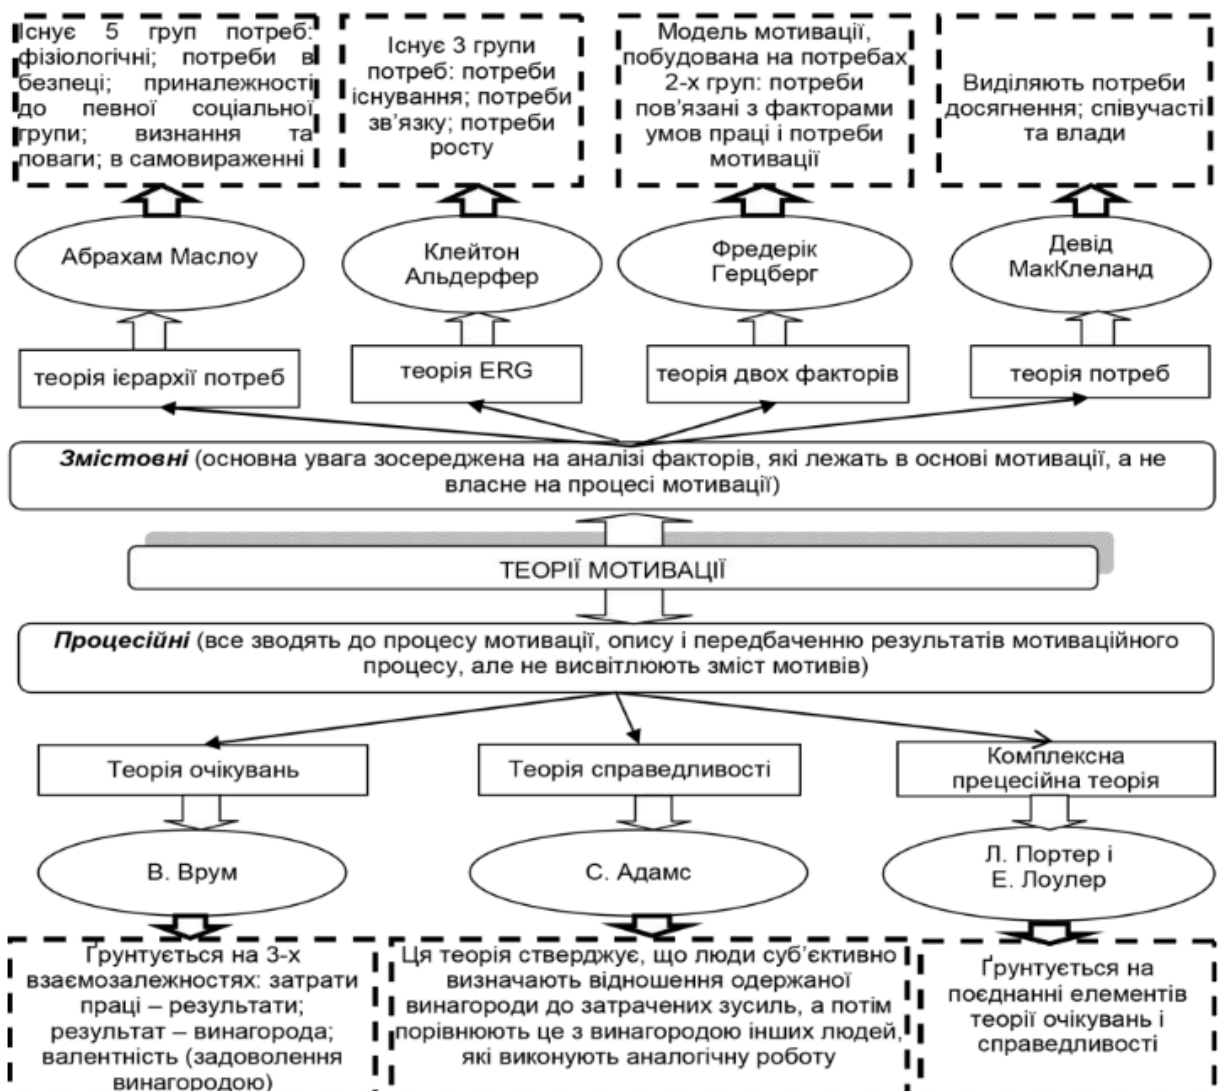 Існує 5 груп потреб:
фізіологічні; потреби в
безпеці; приналежності
до певної соціальної
групи; визнання та
поваги; в самовираженні
Існує 3 групи
потреб: потреби
існування; потреби
зв’язку; потреби
росту
Модель мотивації,
побудована на потребах
2-х груп: потреби
пов’язані з факторами
умов праці і потреби
мотивації
Виділяють потреби
досягнення; співучасті
та влади
Абрахам Маслоу
Клейтон
Альдерфер
Фредерік
Герцберг
Девід
МакКлеланд
теорія ієрархії потреб
теорія ERG
теорія двох факторів
теорія потреб
Змістовні (основна увага зосереджена на аналізі факторів, які лежать в основі мотивації, а не
власне на процесі мотивації)
ТЕОРІЇ МОТИВАЦІЇ
Процесійні (все зводять до процесу мотивації, опису і передбаченню результатів мотиваційного
процесу, але не висвітлюють зміст мотивів)
Теорія очікувань
Теорія справедливості
Комплексна
прецесійна теорія
В. Врум
С. Адамс
Л. Портер і
Е. Лоулер
Ґрунтується на 3-х
взаємозалежностях: затрати
праці – результати;
результат – винагорода;
валентність (задоволення
винагородою)
Ця теорія стверджує, що люди суб’єктивно
визначають відношення одержаної
винагороди до затрачених зусиль, а потім
порівнюють це з винагородою інших людей,
які виконують аналогічну роботу
Ґрунтується на
поєднанні елементів
теорії очікувань і
справедливості